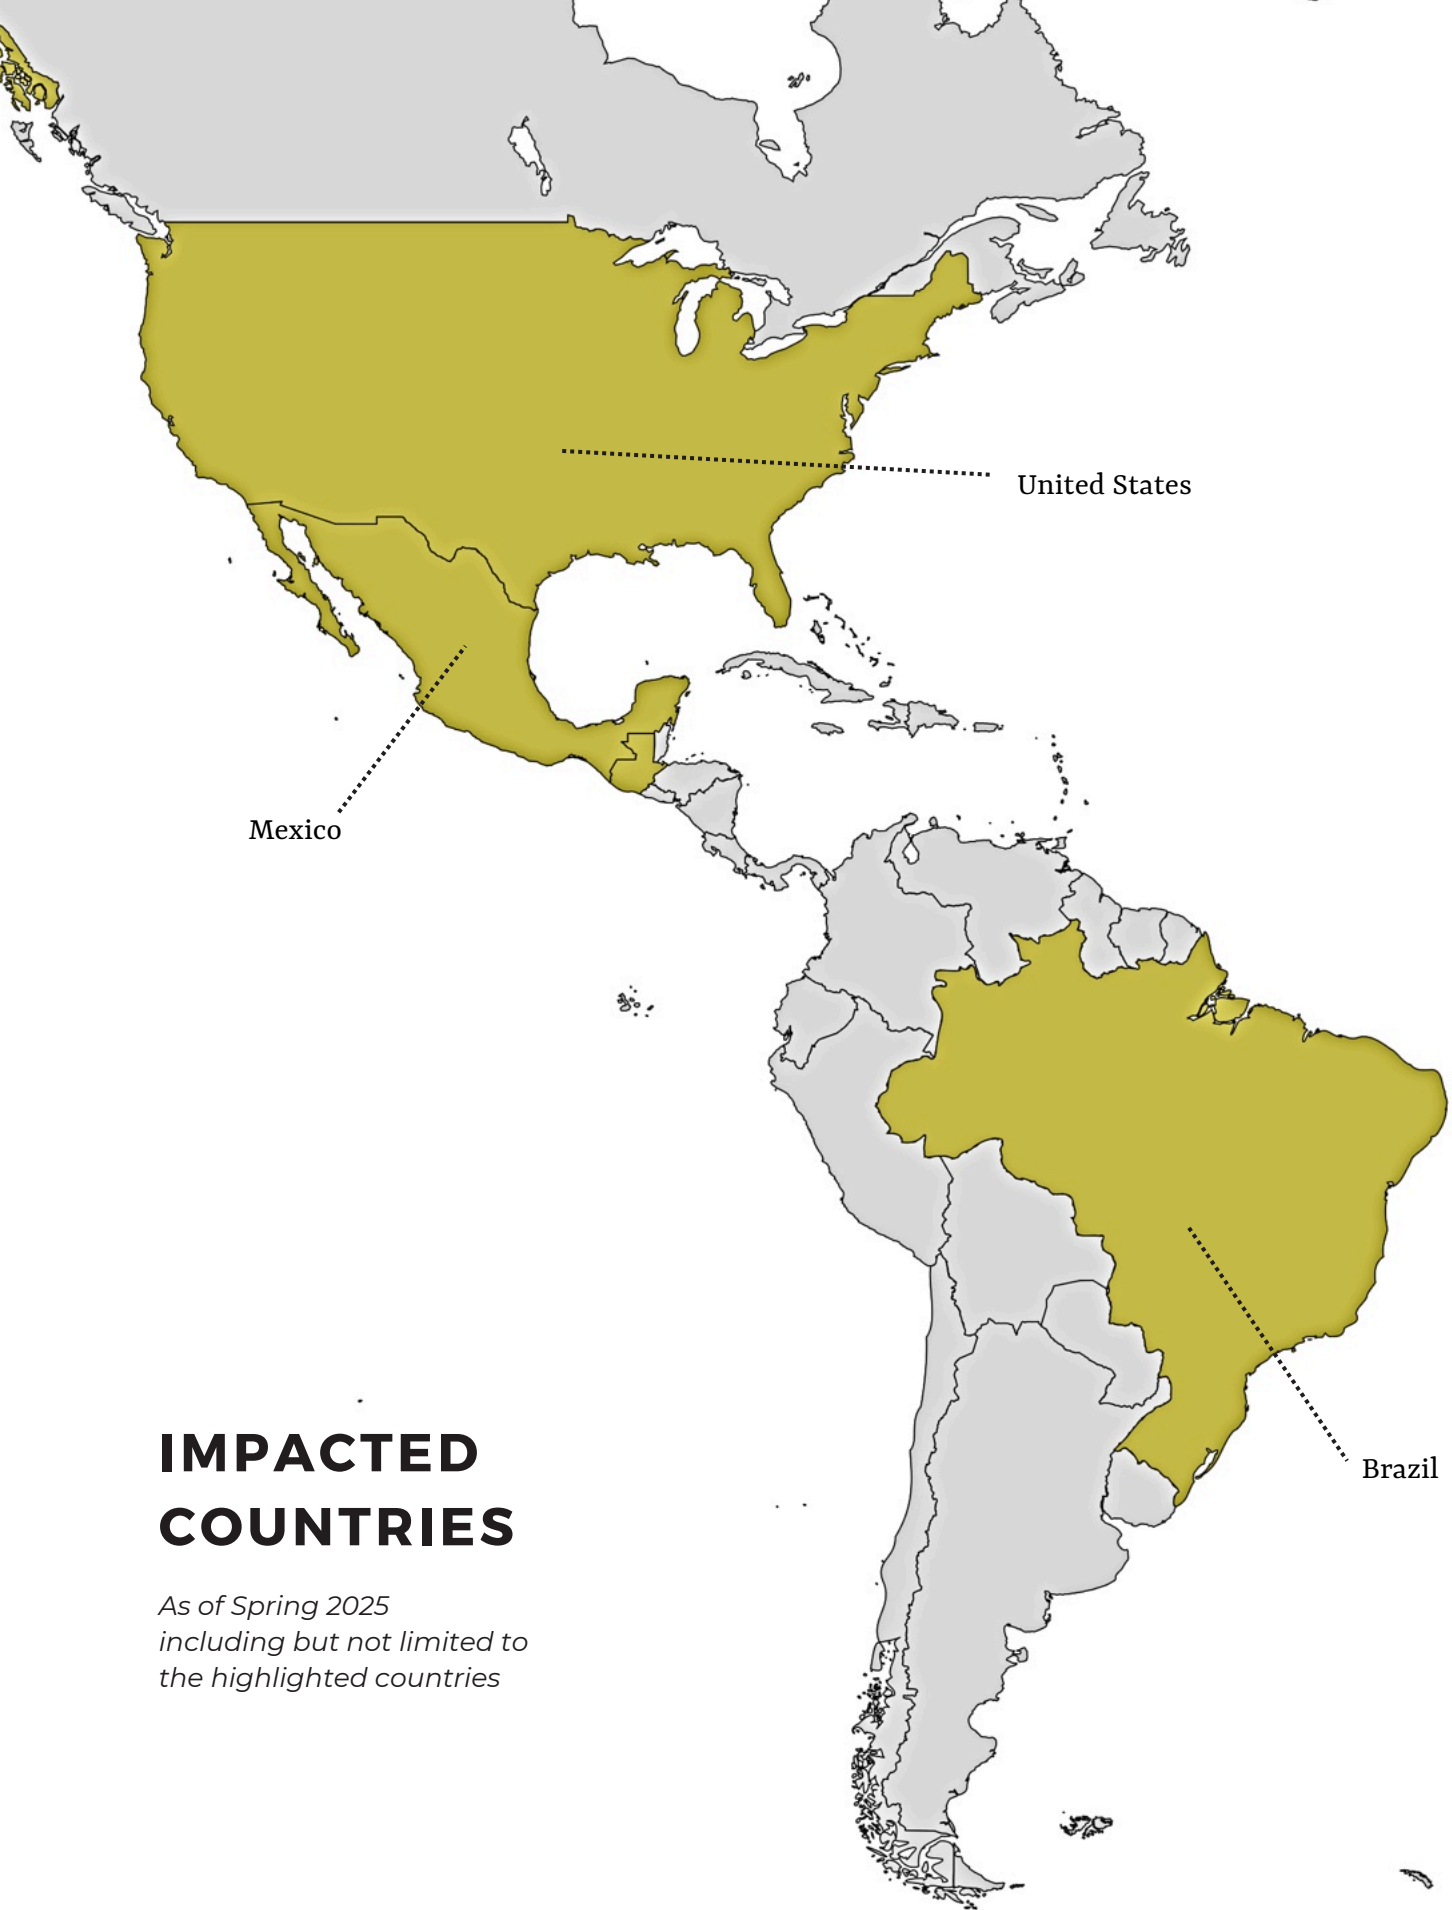 United States
Mexico
Brazil
IMPACTED
COUNTRIES
As of Spring 2025
including but not limited to
the highlighted countries